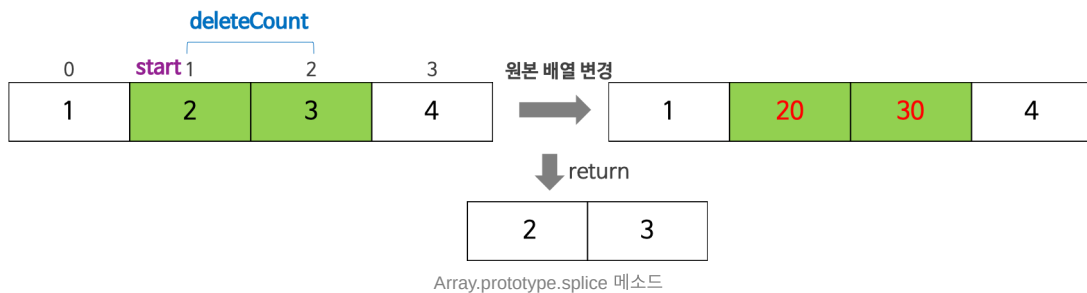 deleteCount
0 start 1 2 3 원본 배열 변경
1 2 3 4 1 20 30 4
return
2 3
Array.prototype.splice 메소드